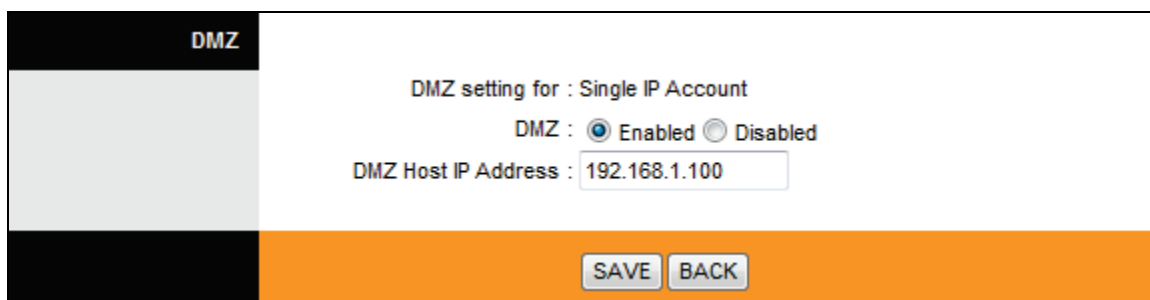 DMZ
DMZ setting for : Single IP Account
DMZ : Enabled Disabled
DMZ Host IP Address : 192.168.1.100
SAVE BACK